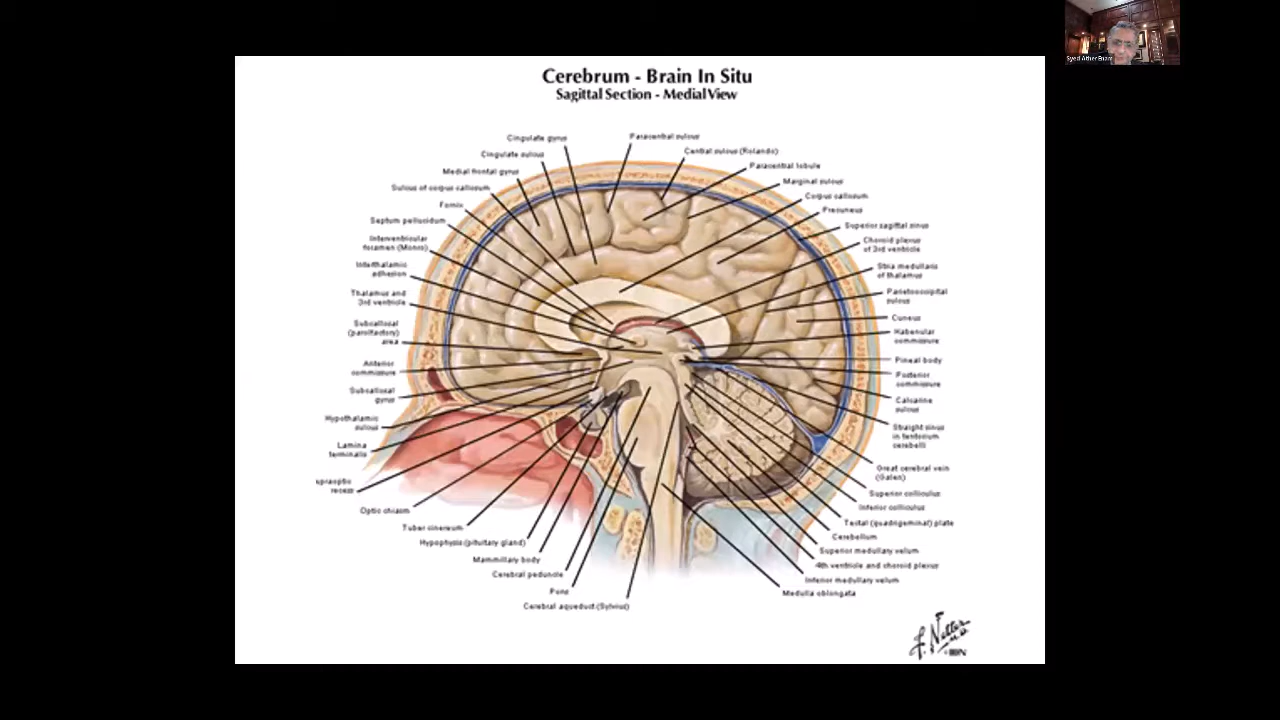 Cerebrum - Brain In Situ
Sagittal Section - Medial View
Cingulate gyrus
Cingulate sulcus
Medial frontal gyrus
Sulcus of corpus callosum
Fornix
Septum pellucidum
Interventricular
foramen (Monro)
Interthalamic
adhesion
Thalamus and
3rd ventricle
Subcallosal
(parolfactory)
area
Anterior
commissure
Subcallosal
gyrus
Hypothalamic
sulcus
Lamina
terminalis
upraoptic
recess
Optic chiasm
Tuber cinereum
Hypophysis (pituitary gland)
Mammillary body
Cerebral peduncle
Pons
Cerebral aqueduct (Sylvius)
Paracentral sulcus
Central sulcus (Rolando)
Paracentral lobule
Marginal sulcus
Corpus callosum
Precuneus
Superior sagittal sinus
Choroid plexus
of 3rd ventricle
Stria medullaris
of thalamus
Parietooccipital
sulcus
Cuneus
Habenular
commissure
Pineal body
Posterior
commissure
Calcarine
sulcus
Straight sinus
in tentorium
cerebelli
Great cerebral vein
(Galen)
Superior colliculus
Inferior colliculus
Tectal (quadrigeminal) plate
Cerebellum
Superior medullary velum
4th ventricle and choroid plexus
Inferior medullary velum
Medulla oblongata
F. Netter
M.D.
Syed Ather Enam